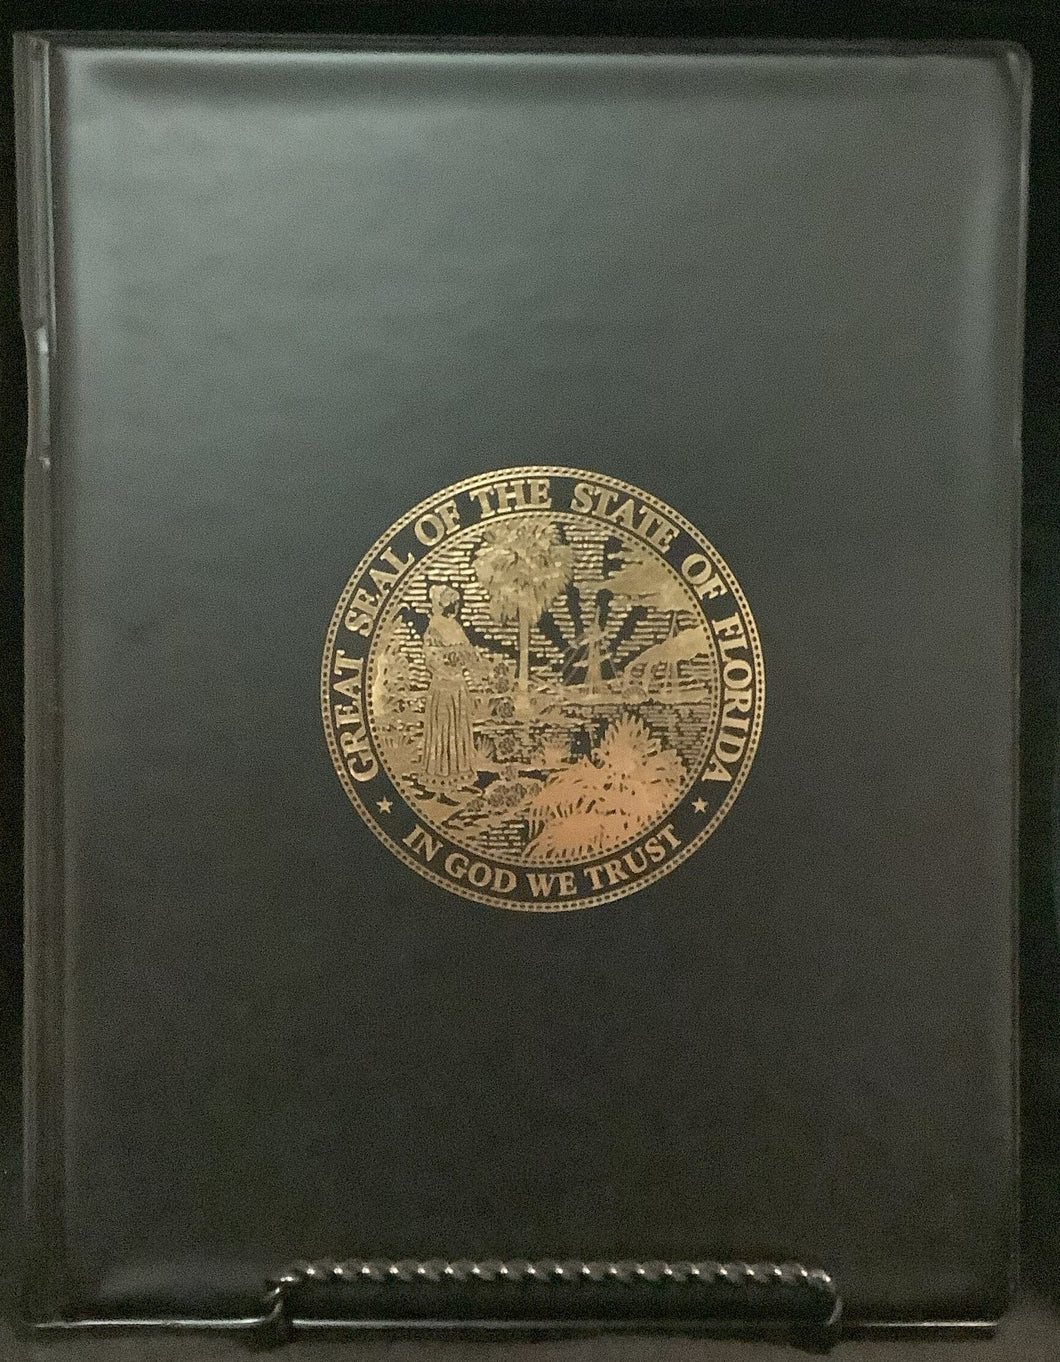 GREAT SEAL OF THE STATE OF FLORIDA
IN GOD WE TRUST